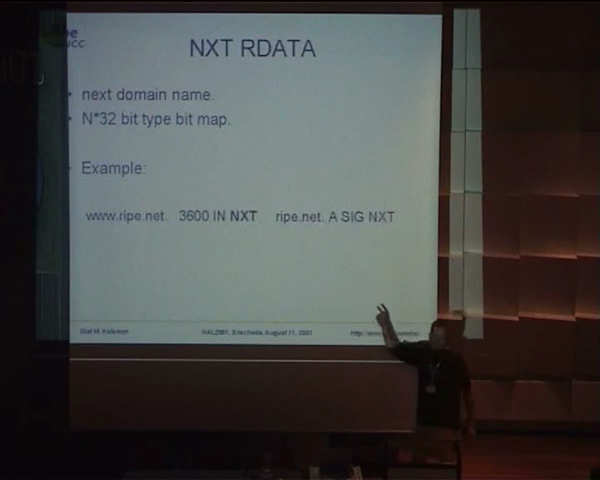 NCC
NXT RDATA
• next domain name.
• N*32 bit type bit map.
• Example:
www.ripe.net. 3600 IN NXT ripe.net. A SIG NXT
Olaf M. Kolkman HAL2001, Enschede, August 11, 2001